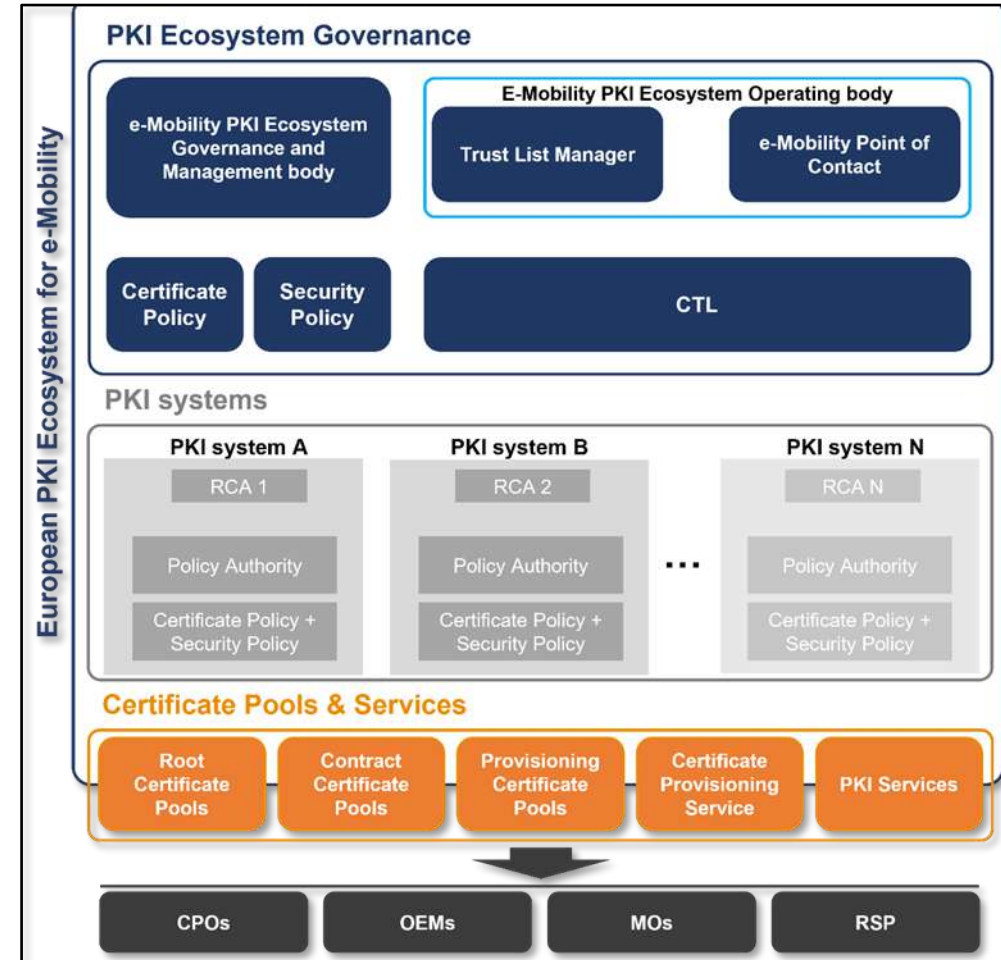 European PKI Ecosystem for e-Mobility
PKI Ecosystem Governance
e-Mobility PKI Ecosystem
Governance and
Management body
E-Mobility PKI Ecosystem Operating body
Trust List Manager
e-Mobility Point of
Contact
Certificate
Policy
Security
Policy
CTL
PKI systems
PKI system A
RCA 1
Policy Authority
Certificate Policy +
Security Policy
PKI system B
RCA 2
Policy Authority
Certificate Policy +
Security Policy
...
PKI system N
RCA N
Policy Authority
Certificate Policy +
Security Policy
Certificate Pools & Services
Root
Certificate
Pools
Contract
Certificate
Pools
Provisioning
Certificate
Pools
Certificate
Provisioning
Service
PKI Services
CPOs
OEMs
MOs
RSP